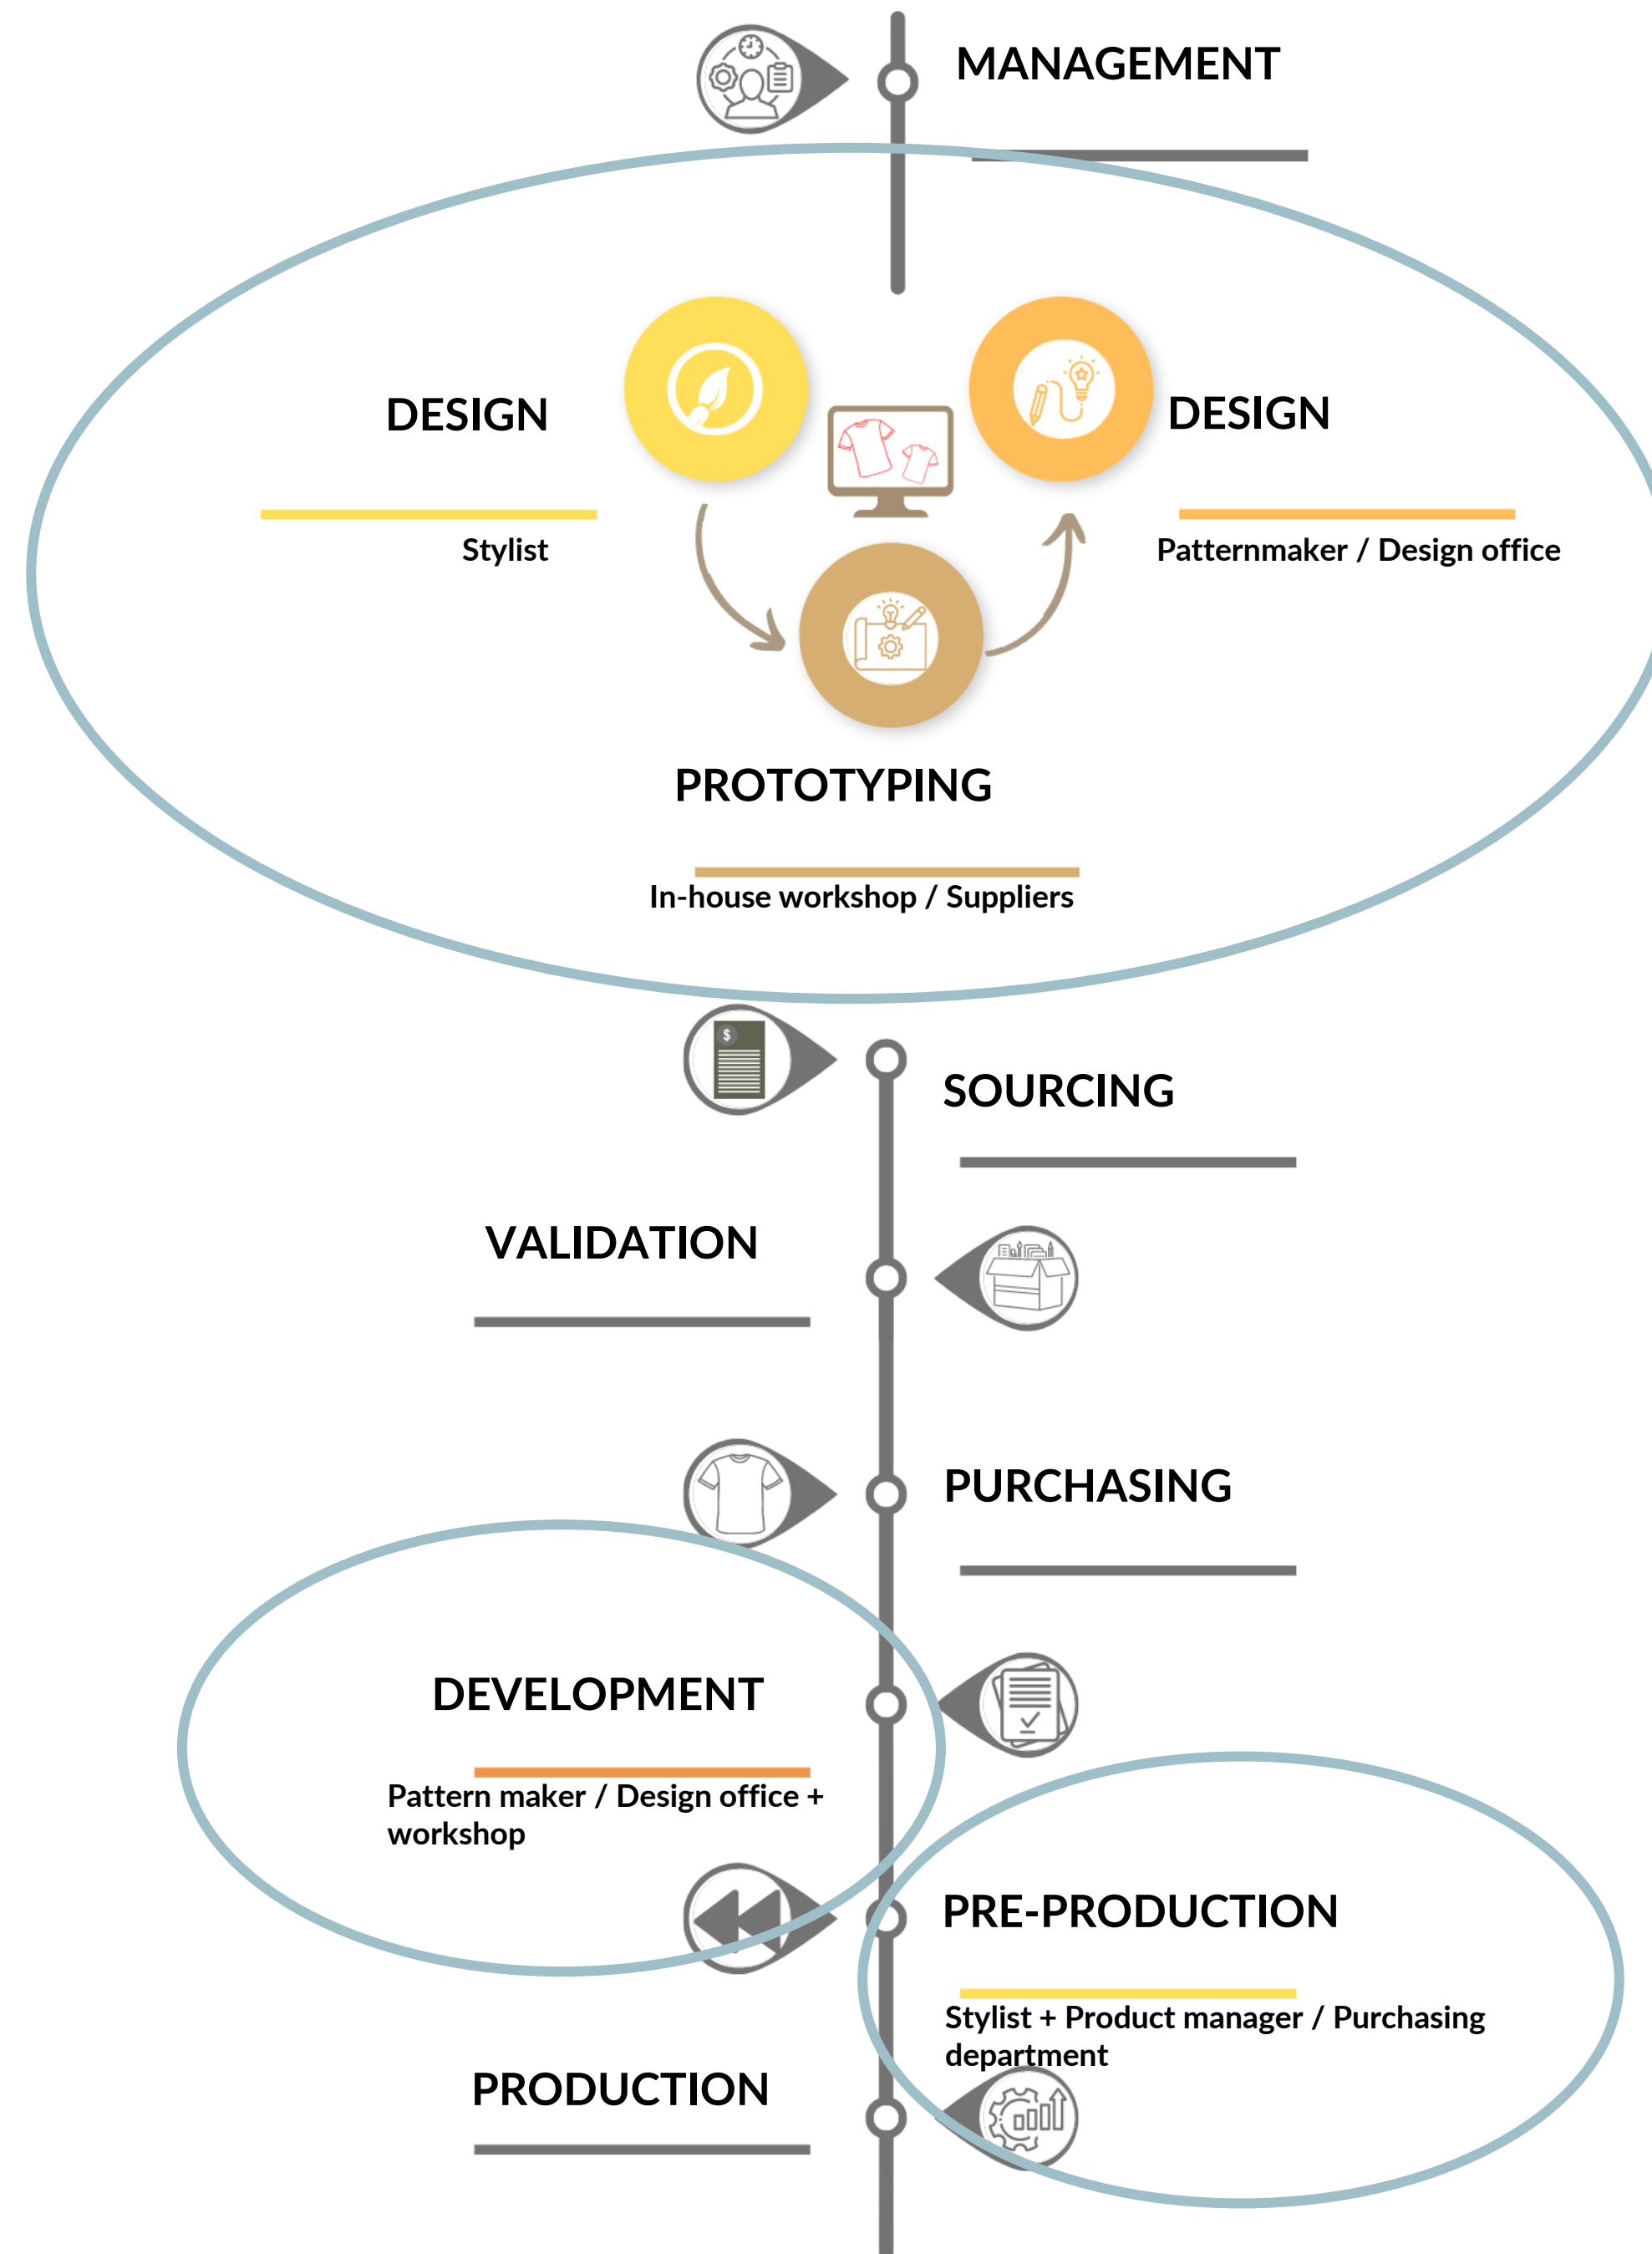 MANAGEMENT
DESIGN
Stylist
DESIGN
Patternmaker / Design office
PROTOTYPING
In-house workshop / Suppliers
$
SOURCING
VALIDATION
PURCHASING
DEVELOPMENT
Pattern maker / Design office +
workshop
PRE-PRODUCTION
Stylist + Product manager / Purchasing
department
PRODUCTION